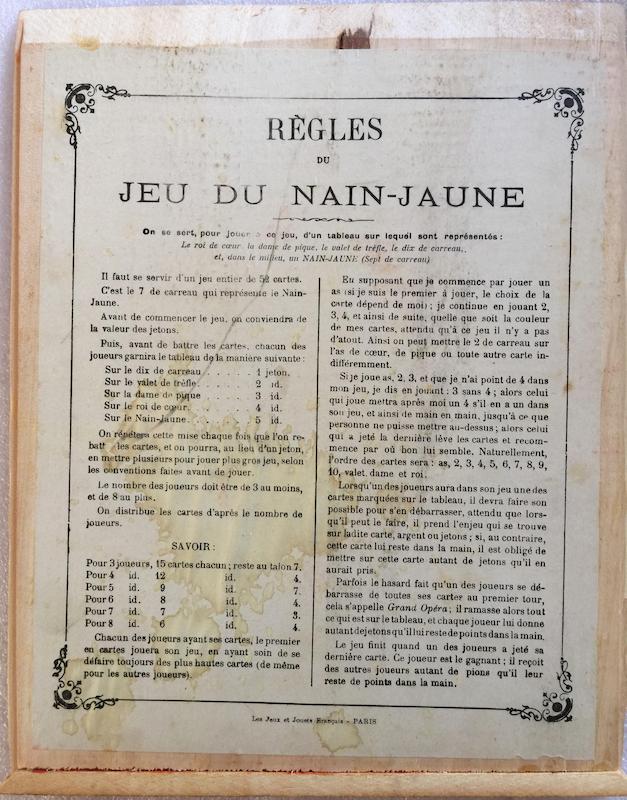 RÈGLES
DU
JEU DU NAIN-JAUNE
On se sert, pour jouer à ce jeu, d'un tableau sur lequel sont représentés :
Le roi de cœur, la dame de pique, le valet de trèfle, le dix de carreau,
et, dans le milieu, un NAIN-JAUNE (Sept de carreau)
Il faut se servir d'un jeu entier de 52 cartes.
C'est le 7 de carreau qui représente le Nain-
Jaune.
Avant de commencer le jeu, on conviendra de
la valeur des jetons.
Puis, avant de battre les cartes, chacun des
joueurs garnira le tableau de la manière suivante :
Sur le dix de carreau . . . . . . 1 jeton.
Sur le valet de trèfle. . . . . . 2 id.
Sur la dame de pique . . . . . 3 id.
Sur le roi de cœur. . . . . . . 4 id.
Sur le Nain-Jaune. . . . . . . 5 id.
On répétera cette mise chaque fois que l'on re-
batt les cartes, et on pourra, au lieu d'un jeton,
en mettre plusieurs pour jouer plus gros jeu, selon
les conventions faites avant de jouer.
Le nombre des joueurs doit être de 3 au moins,
et de 8 au plus.
On distribue les cartes d'après le nombre de
joueurs.
SAVOIR :
Pour 3 joueurs, 15 cartes chacun ; reste au talon 7.
Pour 4 id. 12 id. 4.
Pour 5 id. 9 id. 7.
Pour 6 id. 8 id. 4.
Pour 7 id. 7 id. 3.
Pour 8 id. 6 id. 4.
Chacun des joueurs ayant ses cartes, le premier
en cartes jouera son jeu, en ayant soin de se
défaire toujours des plus hautes cartes (de même
pour les autres joueurs).
Eu supposant que je commence par jouer un
as (si je suis le premier à jouer, le choix de la
carte dépend de moi) ; je continue en jouant 2,
3, 4, et ainsi de suite, quelle que soit la couleur
de mes cartes, attendu qu'à ce jeu il n'y a pas
d'atout. Ainsi on peut mettre le 2 de carreau sur
l'as de cœur, de pique ou toute autre carte in-
différemment.
Si je joue as, 2, 3, et que je n'ai point de 4 dans
mon jeu, je dis en jouant : 3 sans 4 ; alors celui
qui joue mettra après moi un 4 s'il en a un dans
son jeu, et ainsi de main en main, jusqu'à ce que
personne ne puisse mettre au-dessus ; alors celui
qui a jeté la dernière lève les cartes et recom-
mence par où bon lui semble. Naturellement,
l'ordre des cartes sera : as, 2, 3, 4, 5, 6, 7, 8, 9,
10, valet, dame et roi.
Lorsqu'un des joueurs aura dans son jeu une des
cartes marquées sur le tableau, il devra faire son
possible pour s'en débarrasser, attendu que lors-
qu'il peut le faire, il prend l'enjeu qui se trouve
sur ladite carte, argent ou jetons ; si, au contraire,
cette carte lui reste dans la main, il est obligé de
mettre sur cette carte autant de jetons qu'il en
aurait pris.
Parfois le hasard fait qu'un des joueurs se dé-
barrasse de toutes ses cartes au premier tour,
cela s'appelle Grand Opéra ; il ramasse alors tout
ce qui est sur le tableau, et chaque joueur lui donne
autant de jetons qu'il lui reste de points dans la main.
Le jeu finit quand un des joueurs a jeté sa
dernière carte. Ce joueur est le gagnant ; il reçoit
des autres joueurs autant de pions qu'il leur
reste de points dans la main.
Les Jeux et Jouets Français - PARIS